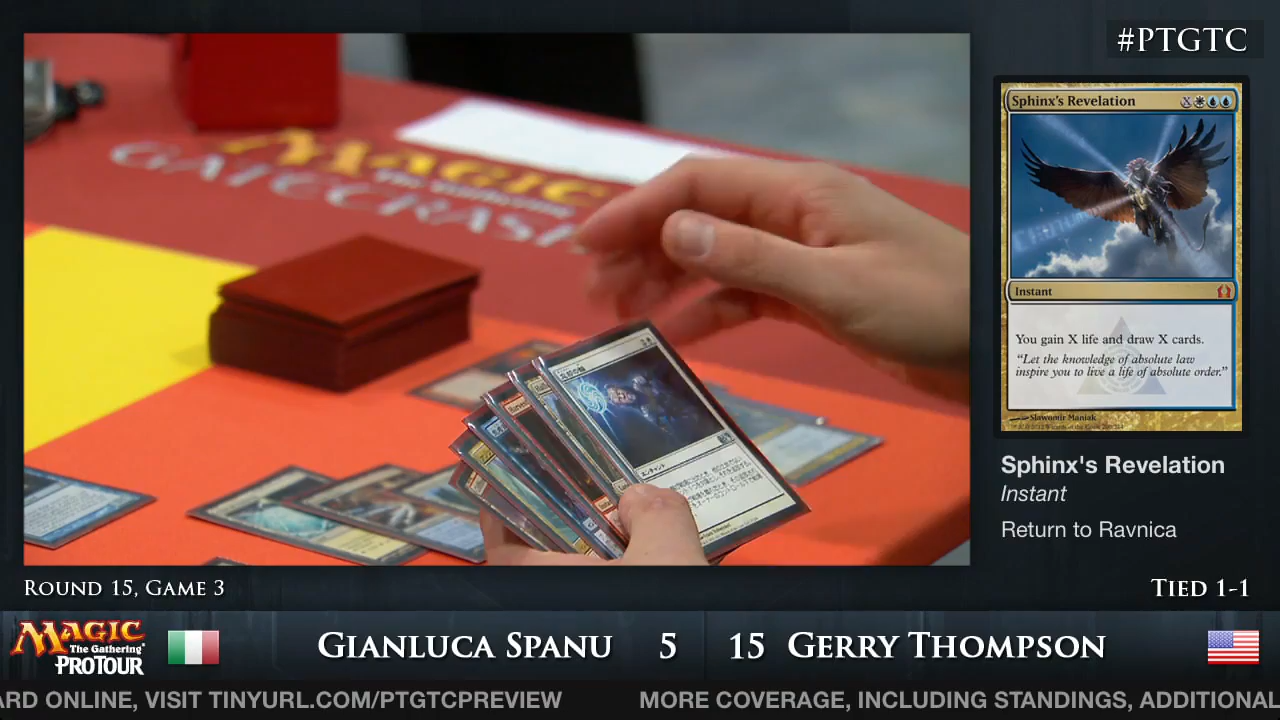 #PTGTC
MAGIC
The Gathering
GATECRASH
Sphinx's Revelation
X
Instant
You gain X life and draw X cards.
"Let the knowledge of absolute law
inspire you to live a life of absolute order."
Slawomir Maniak
Sphinx's Revelation
Instant
Return to Ravnica
ROUND 15, GAME 3
TIED 1-1
MAGIC
The Gathering
PROTOUR
GIANLUCA SPANU 5
15 GERRY THOMPSON
ARD ONLINE, VISIT TINYURL.COM/PTGTCPREVIEW
MORE COVERAGE, INCLUDING STANDINGS, ADDITIONAL